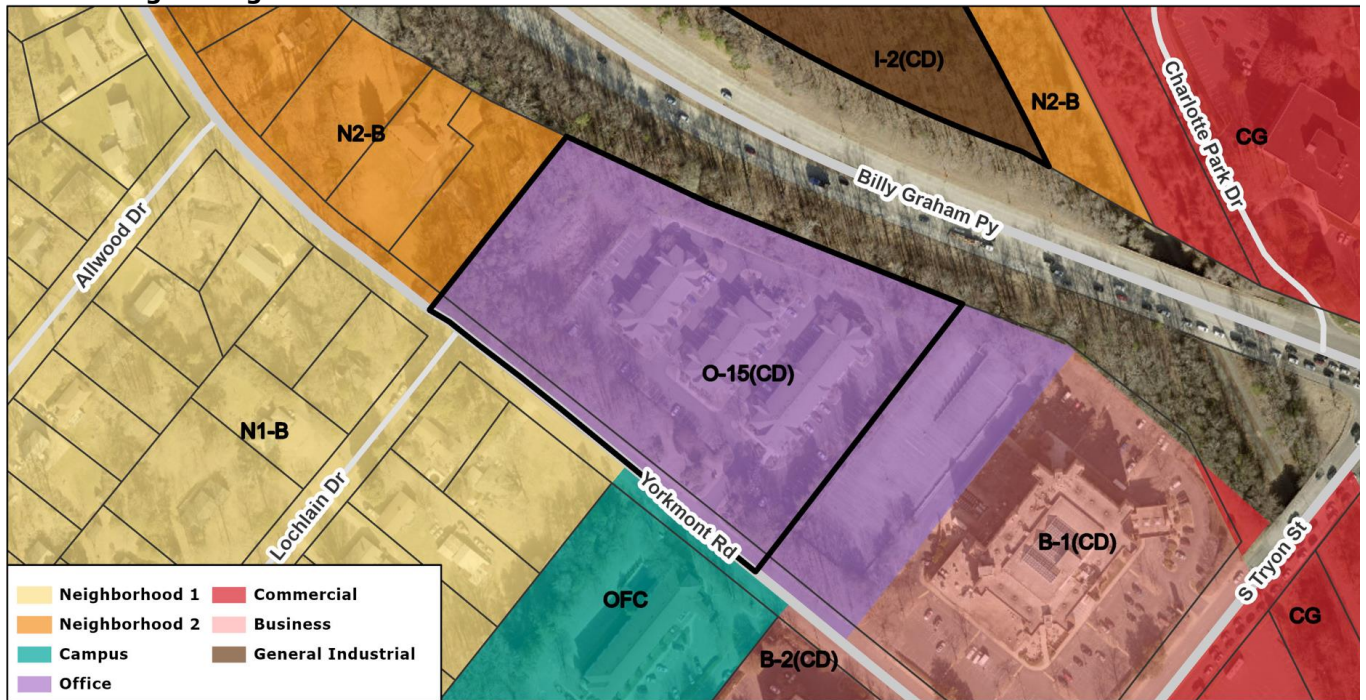 I-2(CD)
N2-B
Charlotte Park Dr
CG
N2-B
Billy Graham Py
Allwood Dr
O-15(CD)
N1-B
Lochlain Dr
Yorkmont Rd
B-1(CD)
S Tryon St
OFC
CG
B-2(CD)
Neighborhood 1
Commercial
Neighborhood 2
Business
Campus
General Industrial
Office